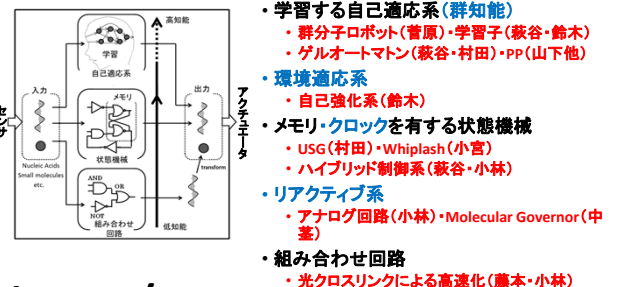 高知能
学習
自己適応系
入力
メモリ
出力
センサ
アクチュエータ
状態機械
Nucleic Acids
Small molecules
etc.
transform
AND
OR
NOT
組み合わせ
回路
低知能
・学習する自己適応系（群知能）
・群分子ロボット（菅原）・学習子（萩谷・鈴木）
・ゲルオートマトン（萩谷・村田）・PP（山下他）
・環境適応系
・自己強化系（鈴木）
・メモリ・クロックを有する状態機械
・USG（村田）・Whiplash（小宮）
・ハイブリッド制御系（萩谷・小林）
・リアクティブ系
・アナログ回路（小林）・Molecular Governor（中
茎）
・組み合わせ回路
・光クロスリンクによる高速化（藤本・小林）